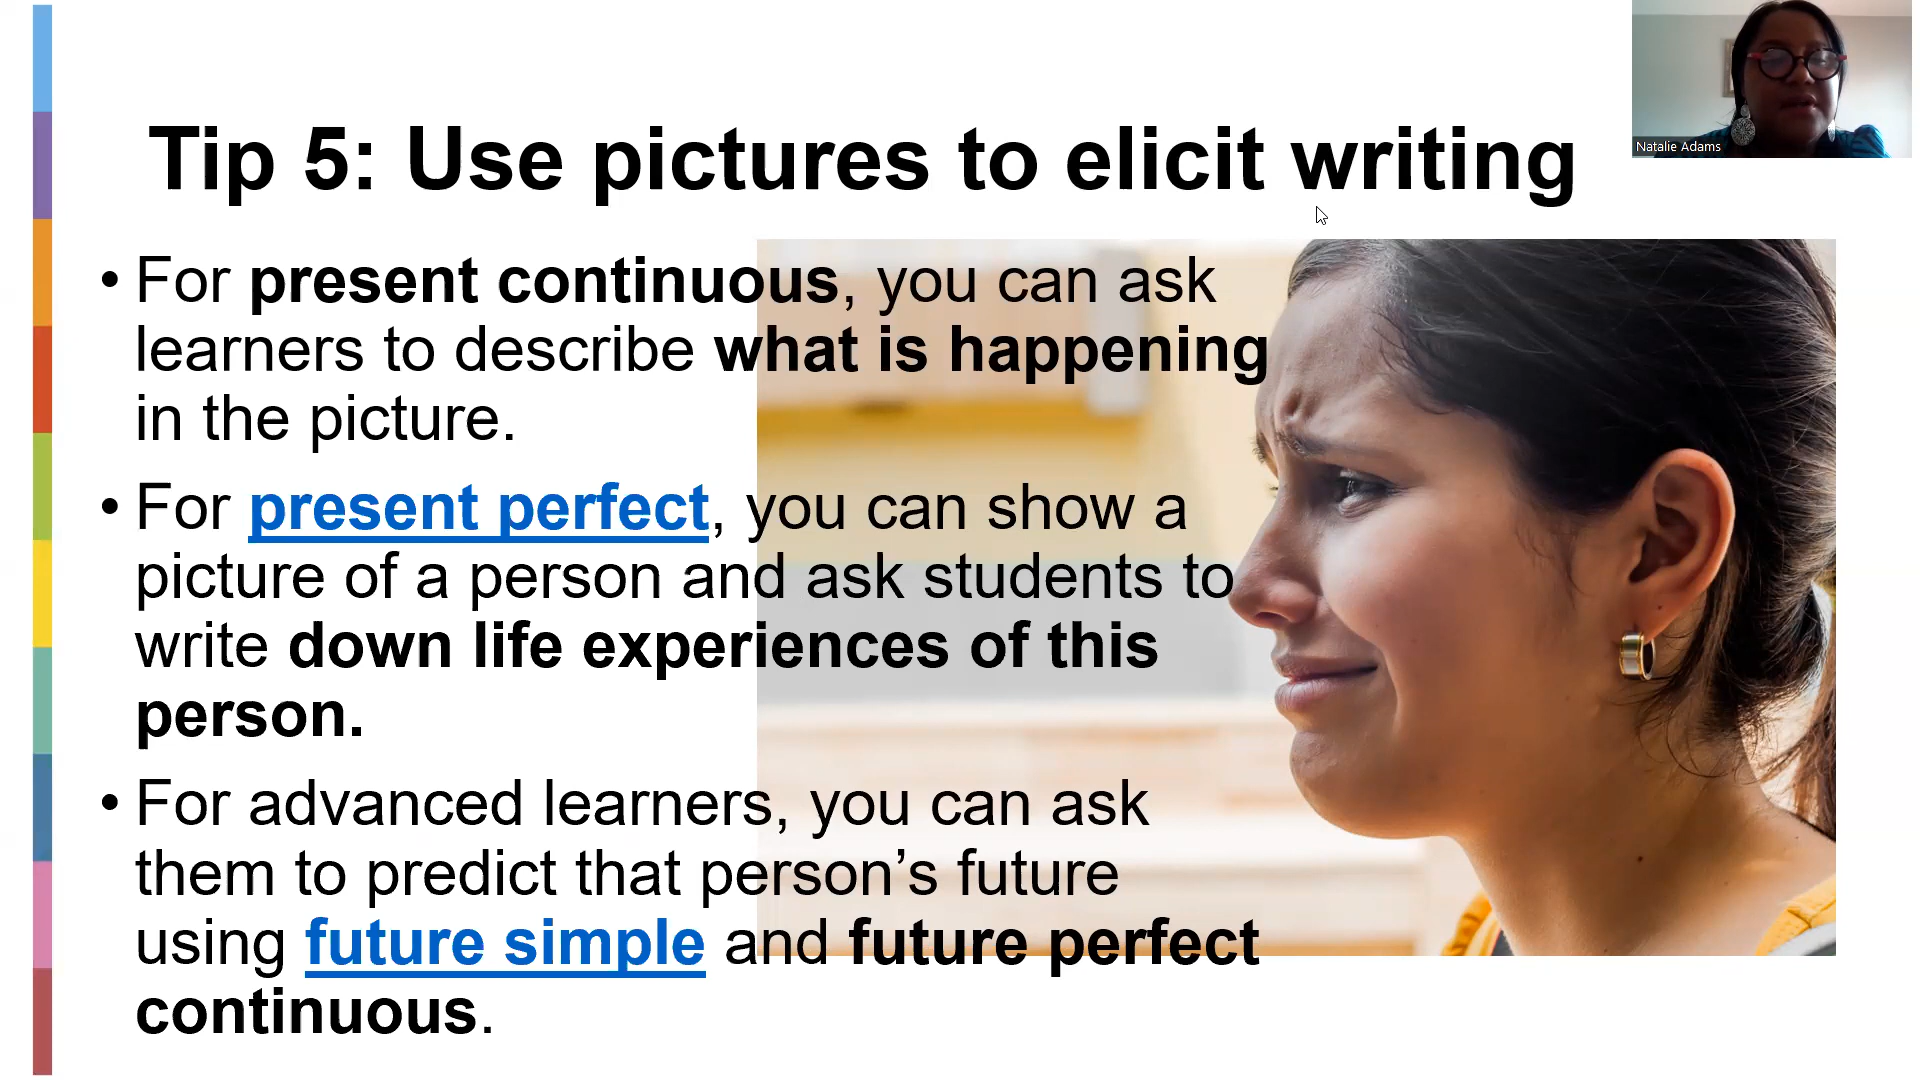 Tip 5: Use pictures to elicit writing
Natalie Adams
• For present continuous, you can ask
learners to describe what is happening
in the picture.
• For present perfect, you can show a
picture of a person and ask students to
write down life experiences of this
person.
• For advanced learners, you can ask
them to predict that person’s future
using future simple and future perfect
continuous.